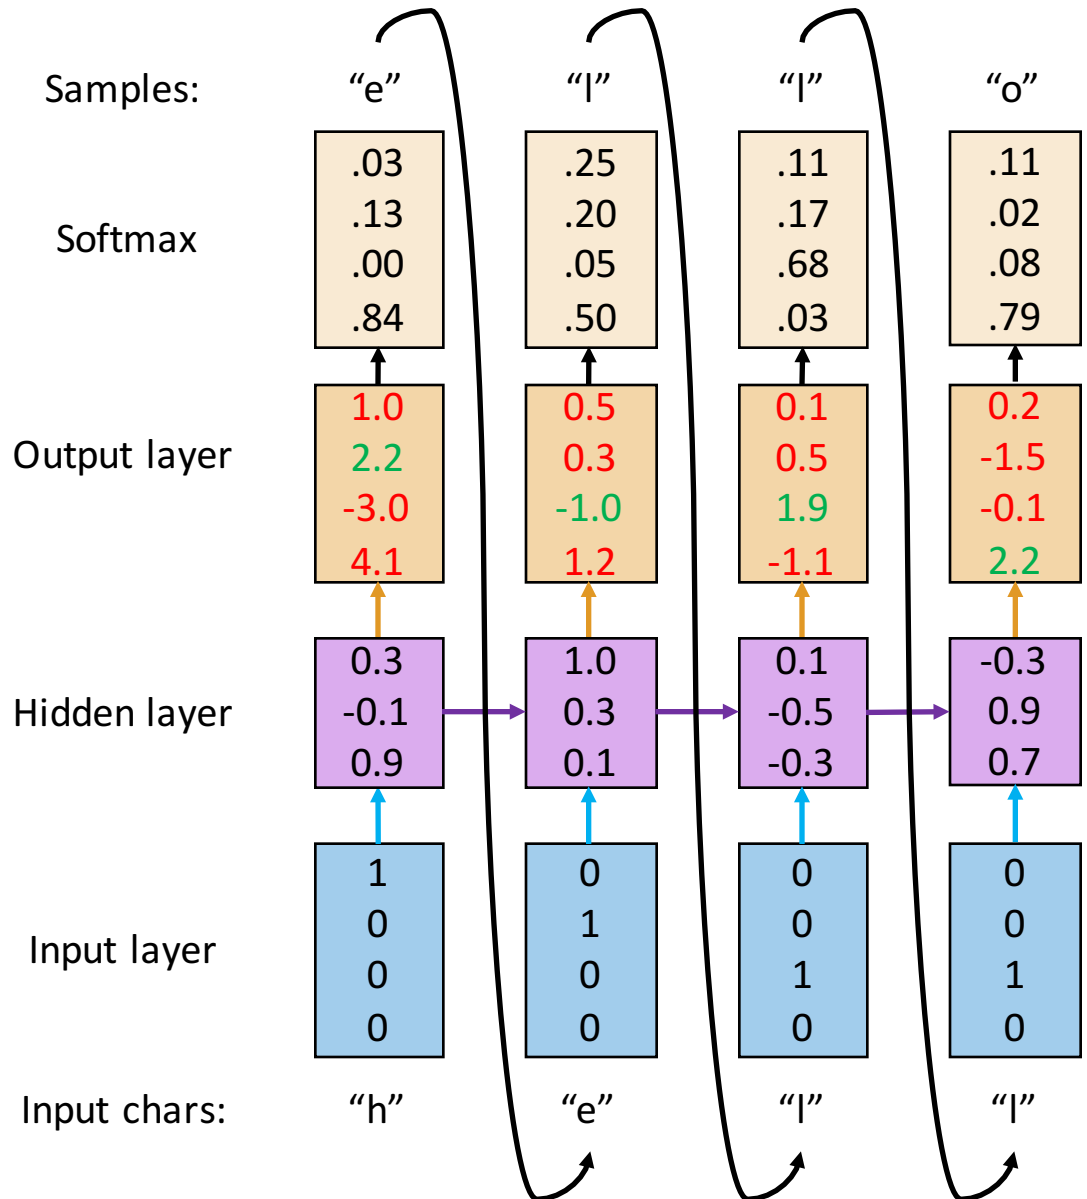 Samples: “e” “l” “l” “o”
Softmax
.03 .25 .11 .11
.13 .20 .17 .02
.00 .05 .68 .08
.84 .50 .03 .79
Output layer
1.0 0.5 0.1 0.2
2.2 0.3 0.5 -1.5
-3.0 -1.0 1.9 -0.1
4.1 1.2 -1.1 2.2
Hidden layer
0.3 1.0 0.1 -0.3
-0.1 0.3 -0.5 0.9
0.9 0.1 -0.3 0.7
Input layer
1 0 0 0
0 1 0 0
0 0 1 1
0 0 0 0
Input chars: “h” “e” “l” “l”